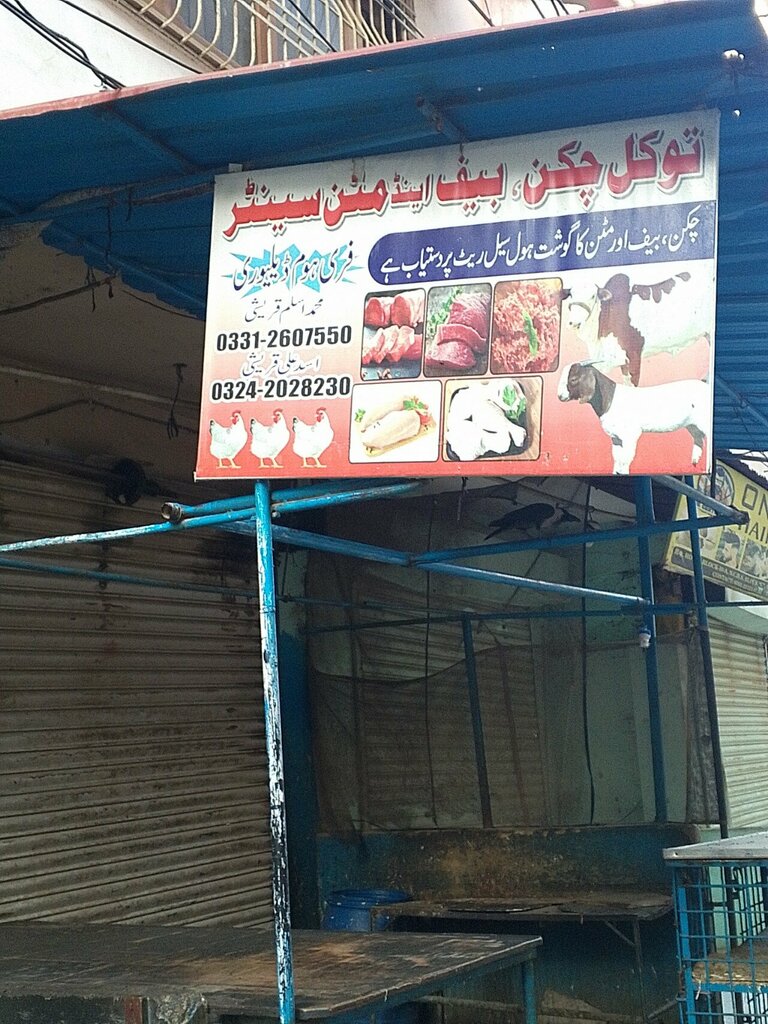 توکل چکن، بیف اینڈ مٹن سینٹر
چکن، بیف اور مٹن کا گوشت ہول سیل ریٹ پر دستیاب ہے
فری ہوم ڈیلیوری
محمد اسلم قریشی
0331-2607550
اسد علی قریشی
0324-2028230
ON